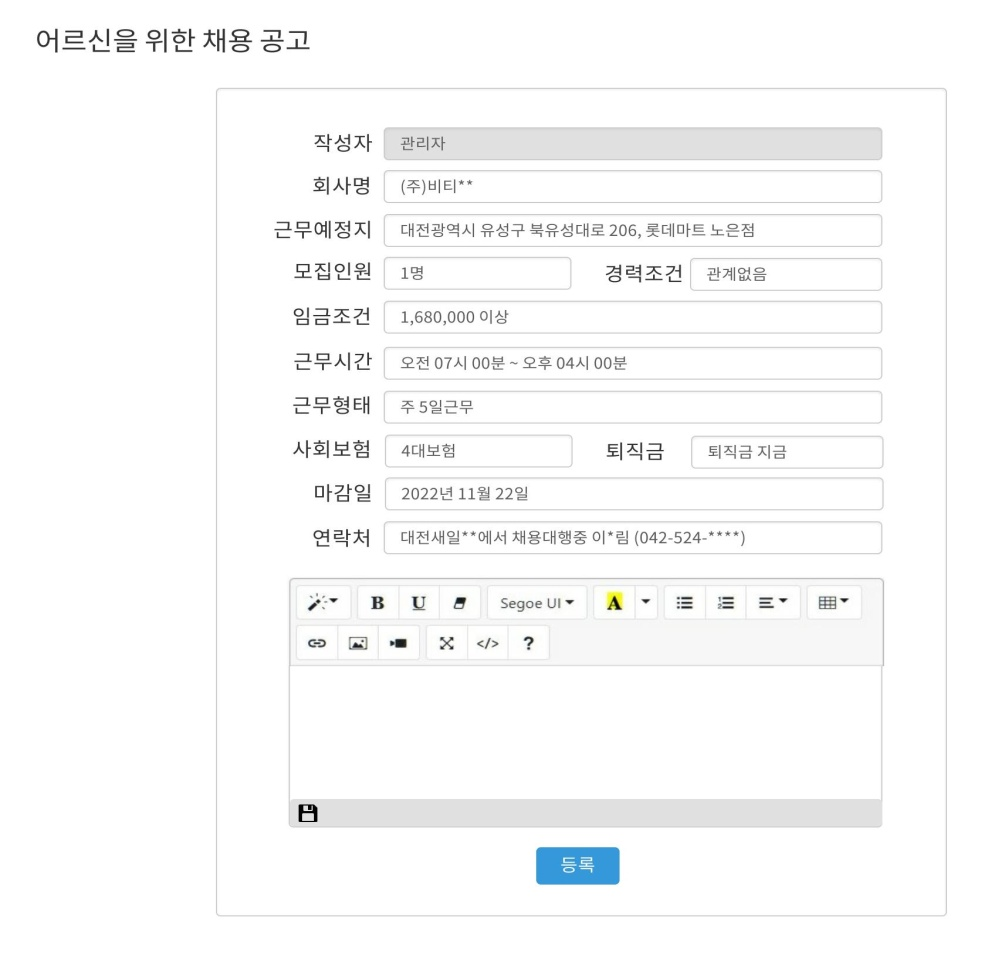 어르신을 위한 채용 공고
작성자 관리자
회사명 (주)비티**
근무예정지 대전광역시 유성구 북유성대로 206, 롯데마트 노은점
모집인원 1명 경력조건 관계없음
임금조건 1,680,000 이상
근무시간 오전 07시 00분 ~ 오후 04시 00분
근무형태 주 5일근무
사회보험 4대보험 퇴직금 퇴직금 지금
마감일 2022년 11월 22일
연락처 대전새일**에서 채용대행중 이*림 (042-524-****)
B U Segoe UI A
</> ?
등록